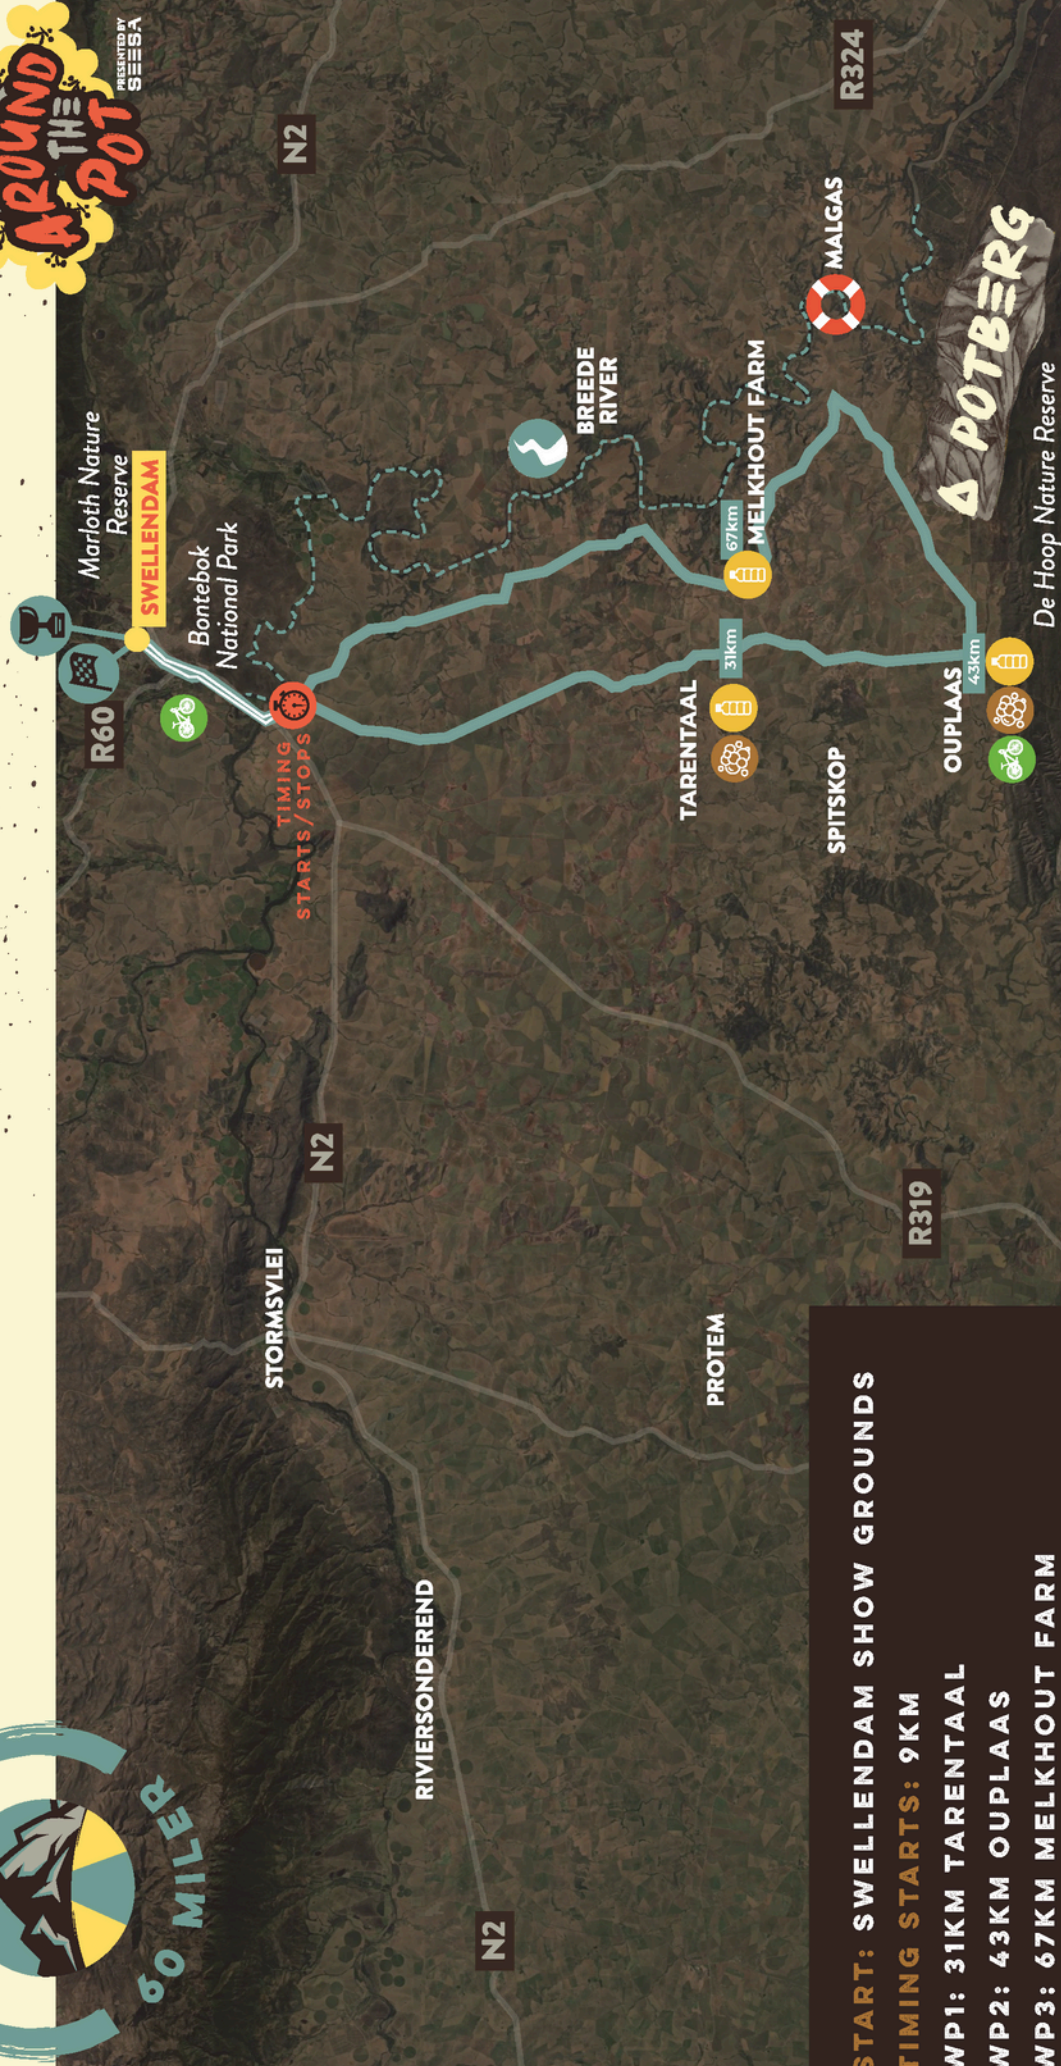 60 MILER
AROUND
THE
POT
PRESENTED BY
SEESA
Marloth Nature
Reserve
SWELLENDAM
R60
Bontebok
National Park
N2
TIMING
STARTS/STOPS
STORMSVLEI
N2
RIVIERSONDEREND
N2
BREEDE
RIVER
TARENTAAL
31km
67km
MELKHOUT FARM
PROTEM
SPITSKOP
MALGAS
R324
R319
OUPLAAS
43km
POTBERG
De Hoop Nature Reserve
START: SWELLENDAM SHOW GROUNDS
TIMING STARTS: 9KM
WP1: 31KM TARENTAAL
WP2: 43KM OUPLAAS
WP3: 67KM MELKHOUT FARM